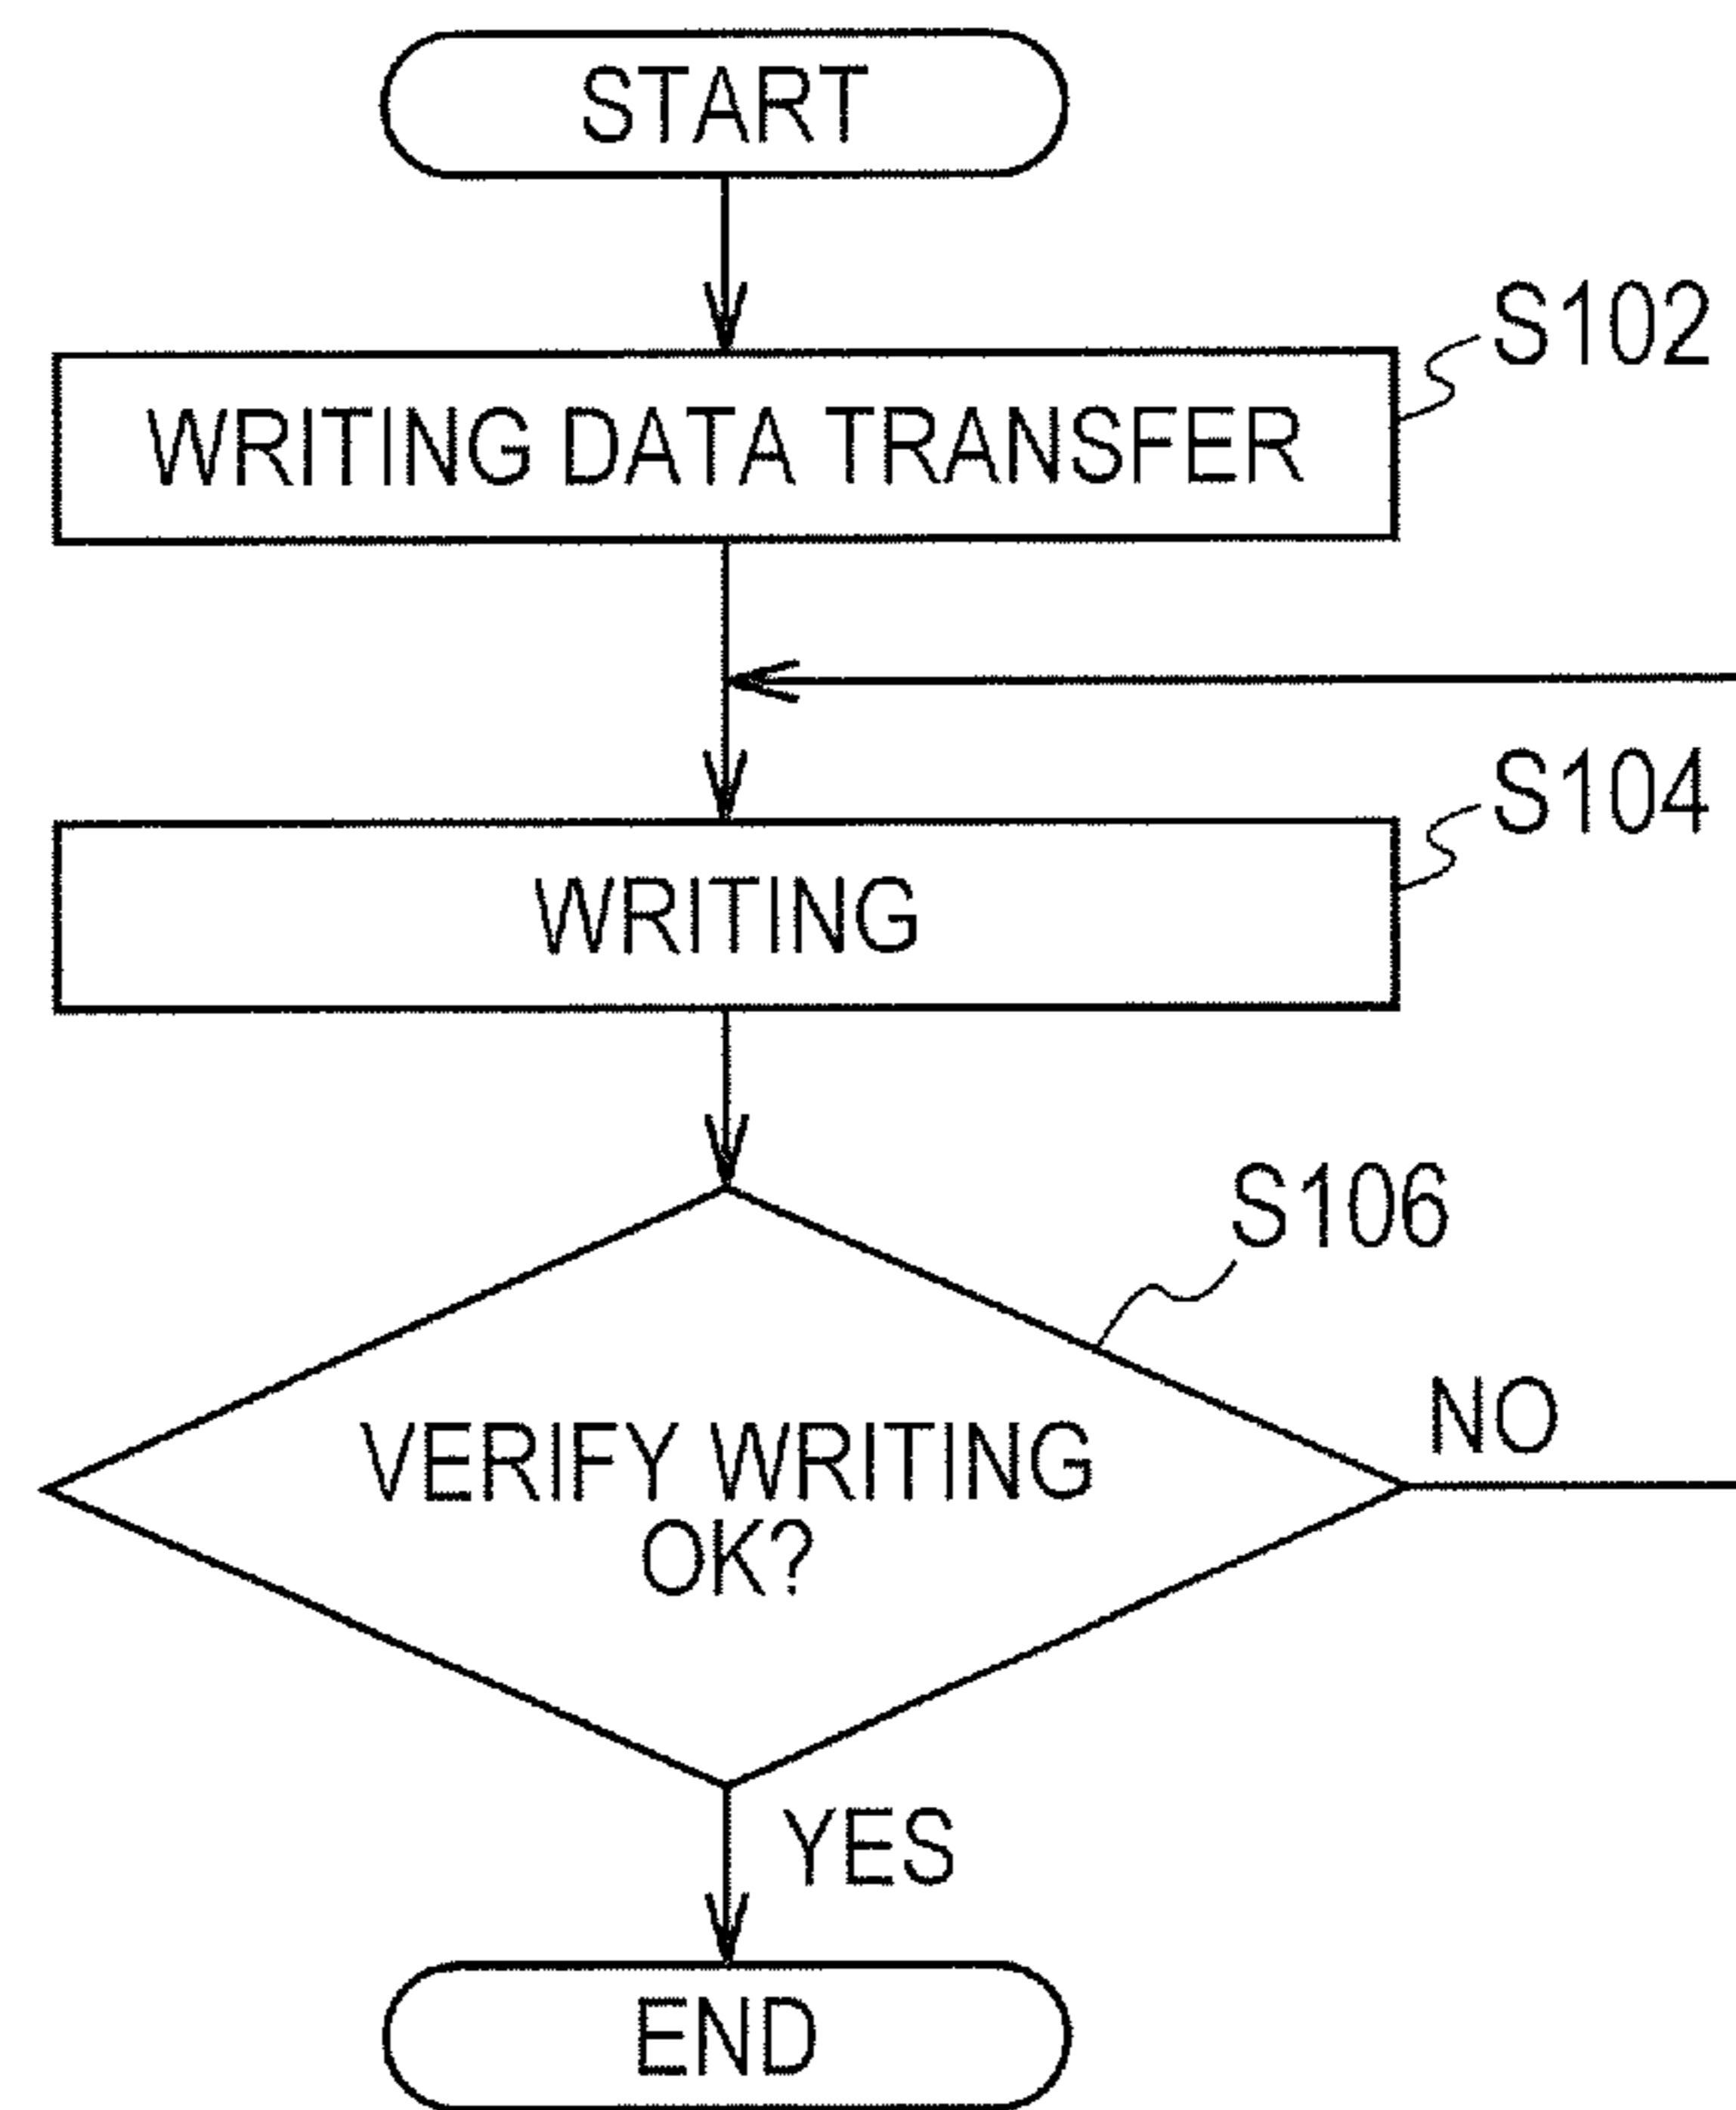 START
S102
WRITING DATA TRANSFER
S104
WRITING
S106
VERIFY WRITING
OK?
NO
YES
END